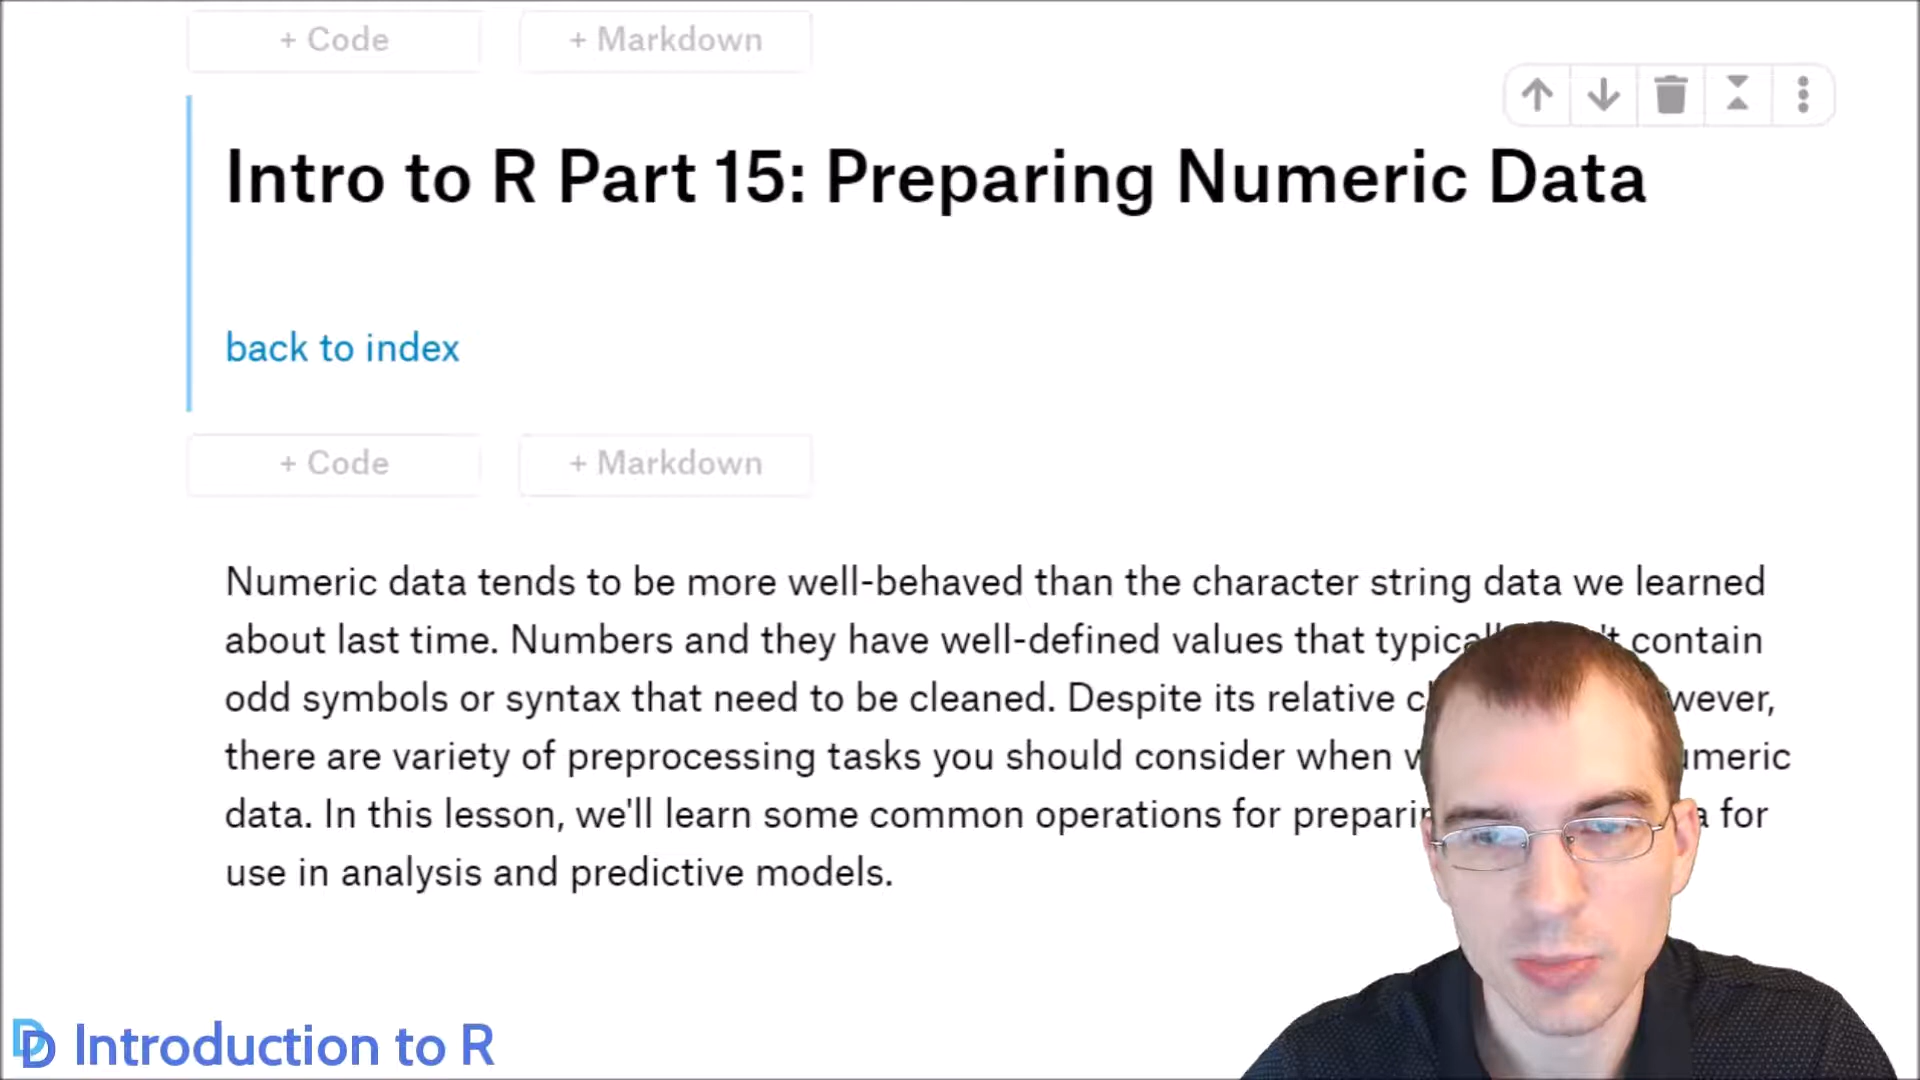 + Code + Markdown
Intro to R Part 15: Preparing Numeric Data
back to index
+ Code + Markdown
Numeric data tends to be more well-behaved than the character string data we learned
about last time. Numbers and they have well-defined values that contain
odd symbols or syntax that need to be cleaned. Despite its relative
there are variety of preprocessing tasks you should consider when
data. In this lesson, we'll learn some common operations for for
use in analysis and predictive models.
Introduction to R